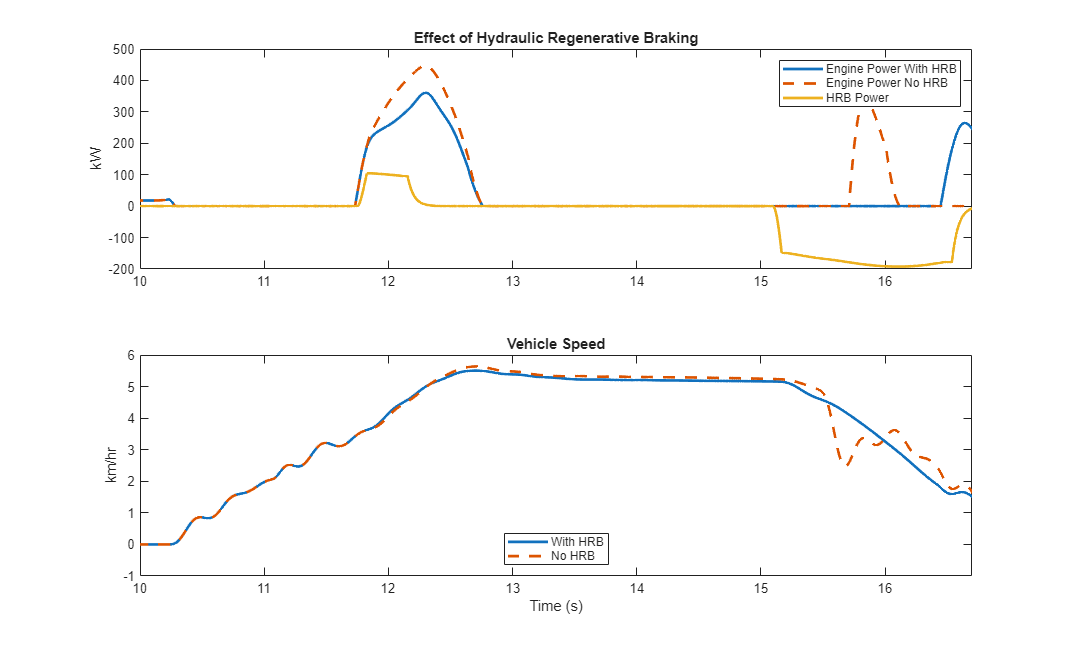 Effect of Hydraulic Regenerative Braking
500
400
300
200
100
0
-100
-200
kW
Engine Power With HRB
Engine Power No HRB
HRB Power
10 11 12 13 14 15 16
Vehicle Speed
6
5
4
3
2
1
0
-1
km/hr
With HRB
No HRB
10 11 12 13 14 15 16
Time (s)